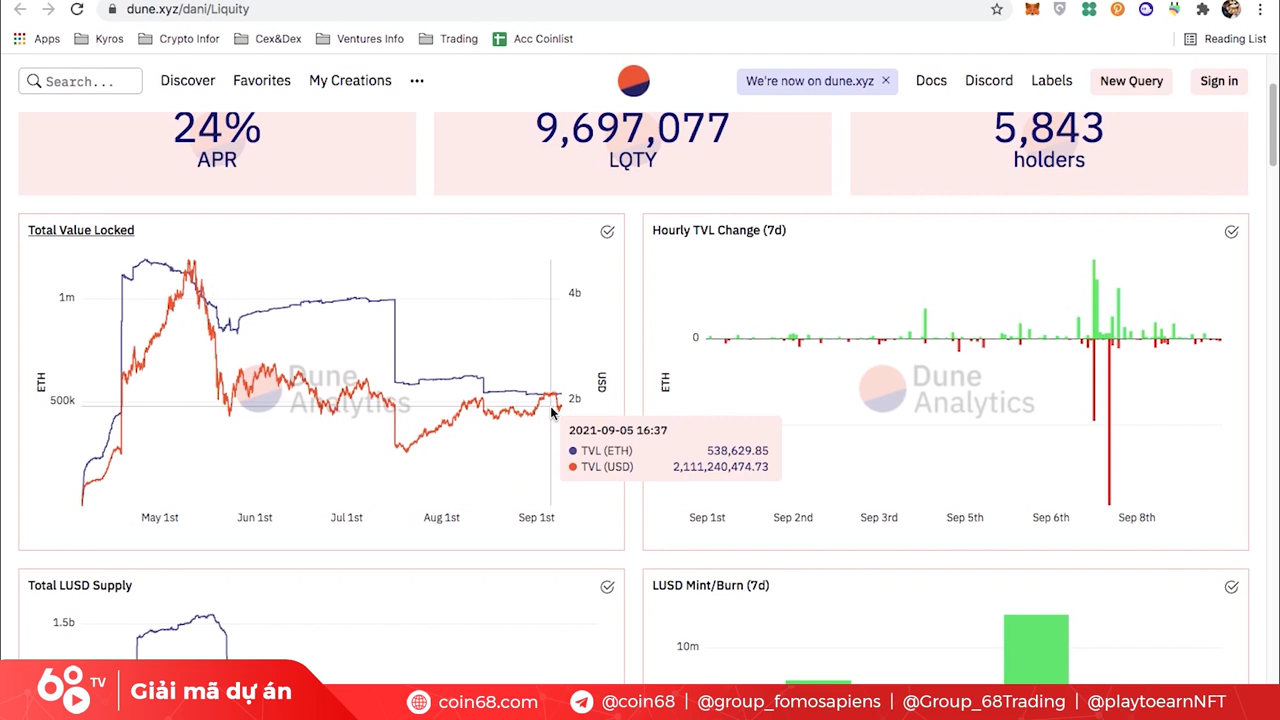 dune.xyz/dani/Liquity
Apps Kyros Crypto Infor Cex&Dex Ventures Info Trading Acc Coinlist Reading List
Search... Discover Favorites My Creations ••• We're now on dune.xyz × Docs Discord Labels New Query Sign in
24% 9,697,077 5,843
APR LQTY holders
Total Value Locked
1m
500k
4b
2b
ETH
USD
Dune
Analytics
May 1st Jun 1st Jul 1st Aug 1st Sep 1st
2021-09-05 16:37
TVL (ETH) 538,629.85
TVL (USD) 2,111,240,474.73
Hourly TVL Change (7d)
0
ETH
Dune
Analytics
Sep 1st Sep 2nd Sep 3rd Sep 5th Sep 6th Sep 8th
Total LUSD Supply
1.5b
LUSD Mint/Burn (7d)
10m
68 TV Giải mã dự án
coin68.com @coin68 | @group_fomosapiens | @Group_68Trading | @playtoearnNFT